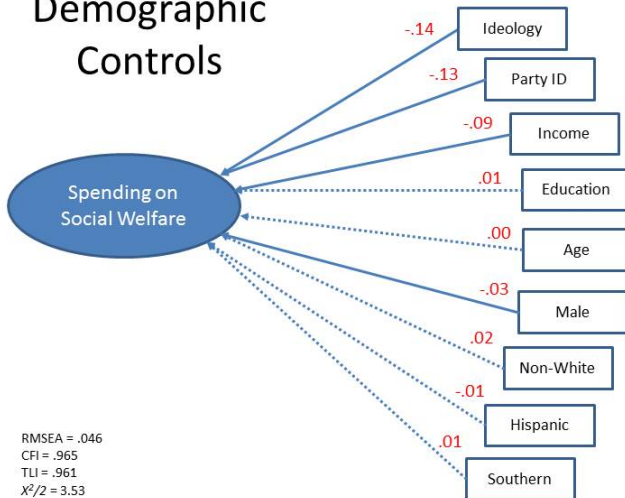 Demographic
Controls
-.14
Ideology
-.13
Party ID
-.09
Income
.01
Education
.00
Age
-.03
Male
.02
Non-White
-.01
Hispanic
.01
Southern
Spending on
Social Welfare
RMSEA = .046
CFI = .965
TLI = .961
X²/2 = 3.53